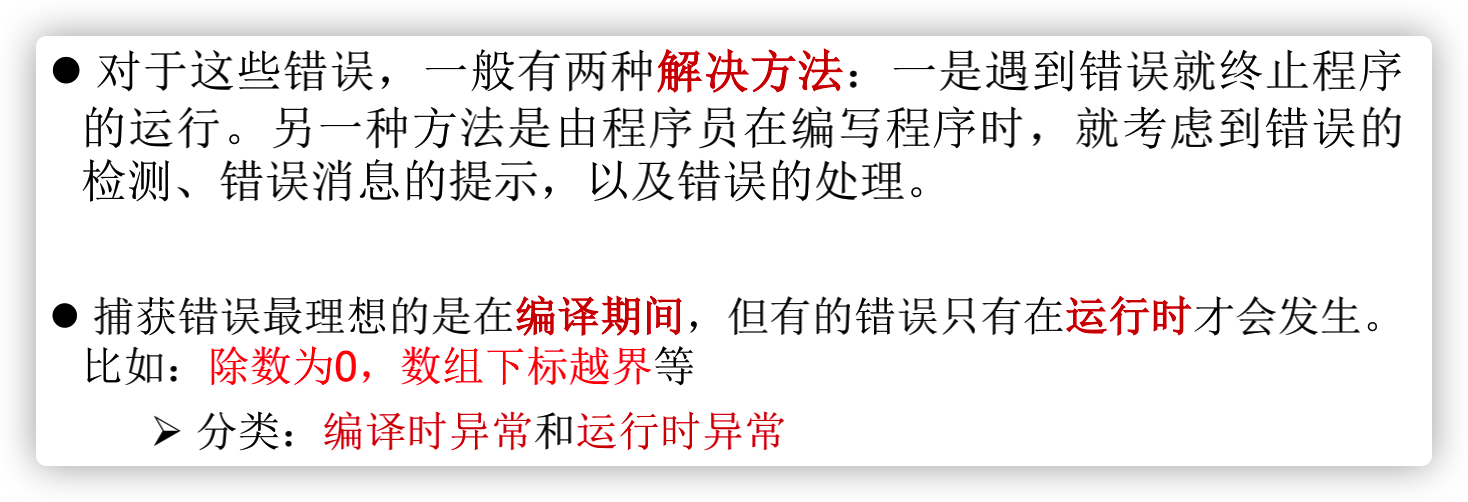 ● 对于这些错误，一般有两种解决方法：一是遇到错误就终止程序
的运行。另一种方法是由程序员在编写程序时，就考虑到错误的
检测、错误消息的提示，以及错误的处理。
● 捕获错误最理想的是在编译期间，但有的错误只有在运行时才会发生。
比如：除数为0，数组下标越界等
➢ 分类：编译时异常和运行时异常